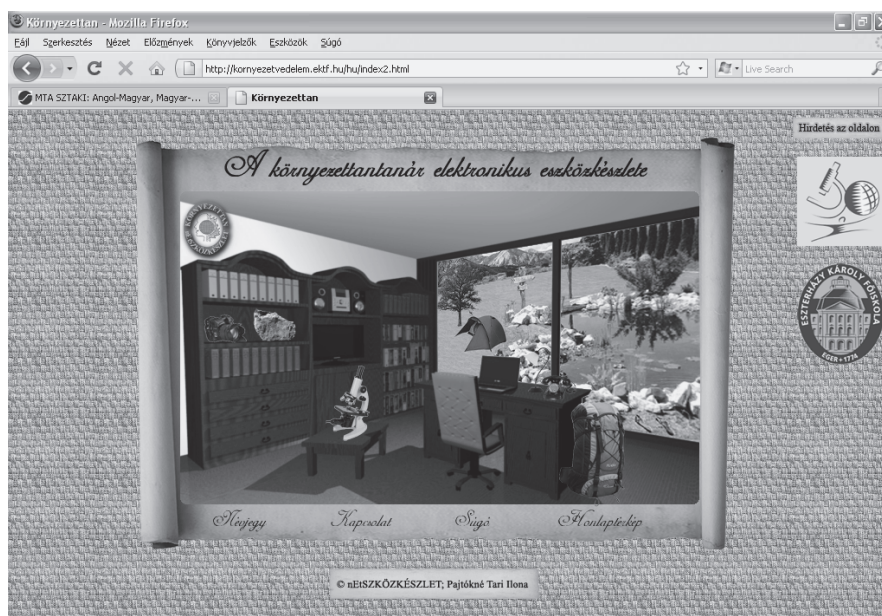 Környezettan - Mozilla Firefox
Fájl Szerkesztés Nézet Előzmények Könyvjelzők Eszközök Súgó
http://kornyezetvedelem.ektf.hu/hu/index2.html
Live Search
MTA SZTAKI: Angol-Magyar, Magyar-...
Környezettan
Hirdetés az oldalon
A környezettantanár elektronikus eszközkészlete
ESZTERHÁZY KÁROLY FŐISKOLA
EGER • 1774
Névjegy Kapcsolat Súgó Honlaptérkép
© nEtSZKÖZKÉSZLET; Pajtókné Tari Ilona